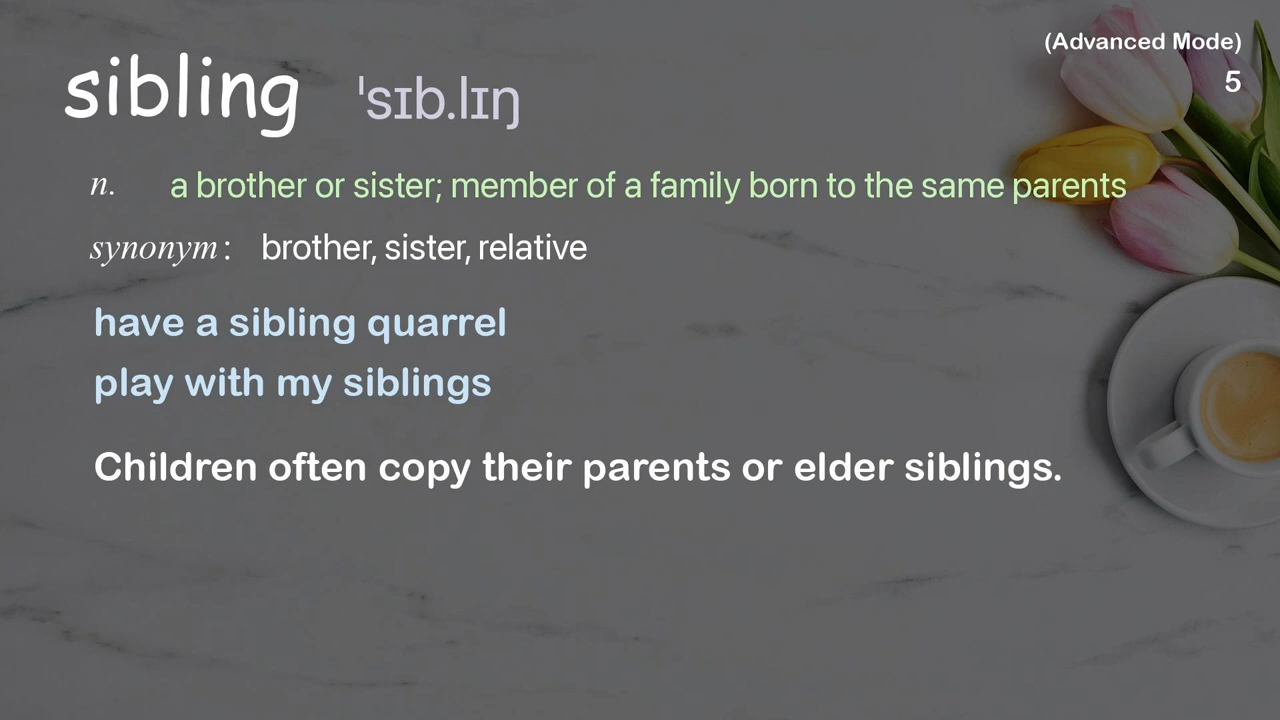 (Advanced Mode)
5
sibling ˈsɪb.lɪŋ
n. a brother or sister; member of a family born to the same parents
synonym: brother, sister, relative
have a sibling quarrel
play with my siblings
Children often copy their parents or elder siblings.